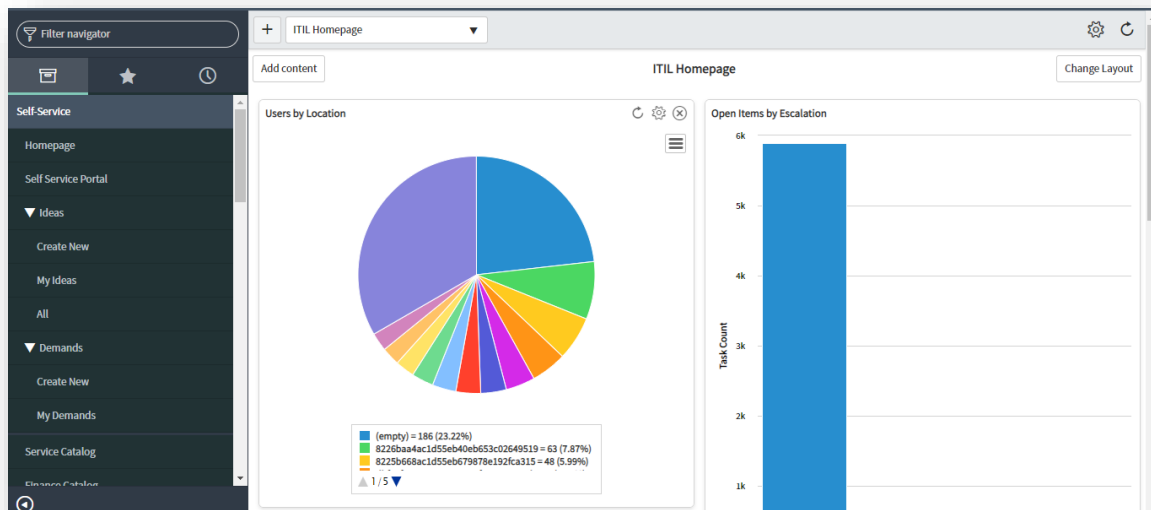 Filter navigator
Self-Service
Homepage
Self Service Portal
Ideas
Create New
My Ideas
All
Demands
Create New
My Demands
Service Catalog
Finance Catalog
+ ITIL Homepage
Add content
ITIL Homepage
Change Layout
Users by Location
(empty) = 186 (23.22%)
8226baa4ac1d55eb40eb653c02649519 = 63 (7.87%)
8225b668ac1d55eb679878e192fca315 = 48 (5.99%)
1 / 5
Open Items by Escalation
6k
5k
4k
3k
2k
1k
Task Count